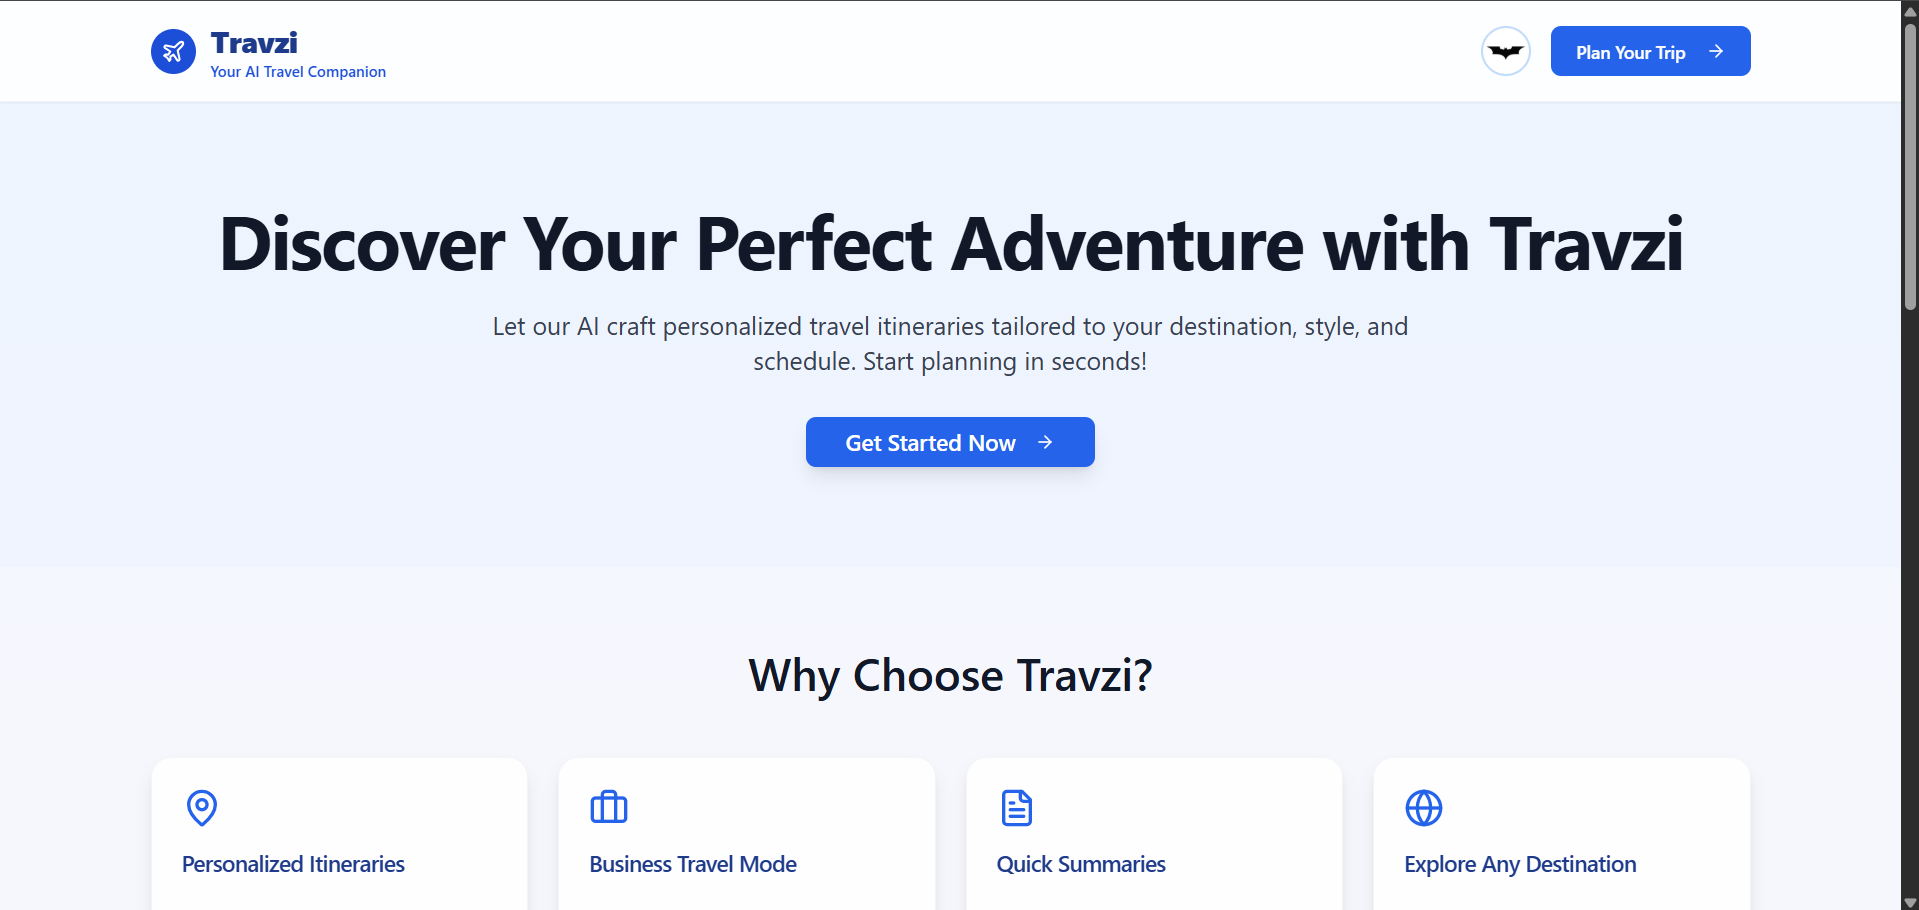 Travzi
Your AI Travel Companion
Plan Your Trip
Discover Your Perfect Adventure with Travzi
Let our AI craft personalized travel itineraries tailored to your destination, style, and
schedule. Start planning in seconds!
Get Started Now
Why Choose Travzi?
Personalized Itineraries
Business Travel Mode
Quick Summaries
Explore Any Destination